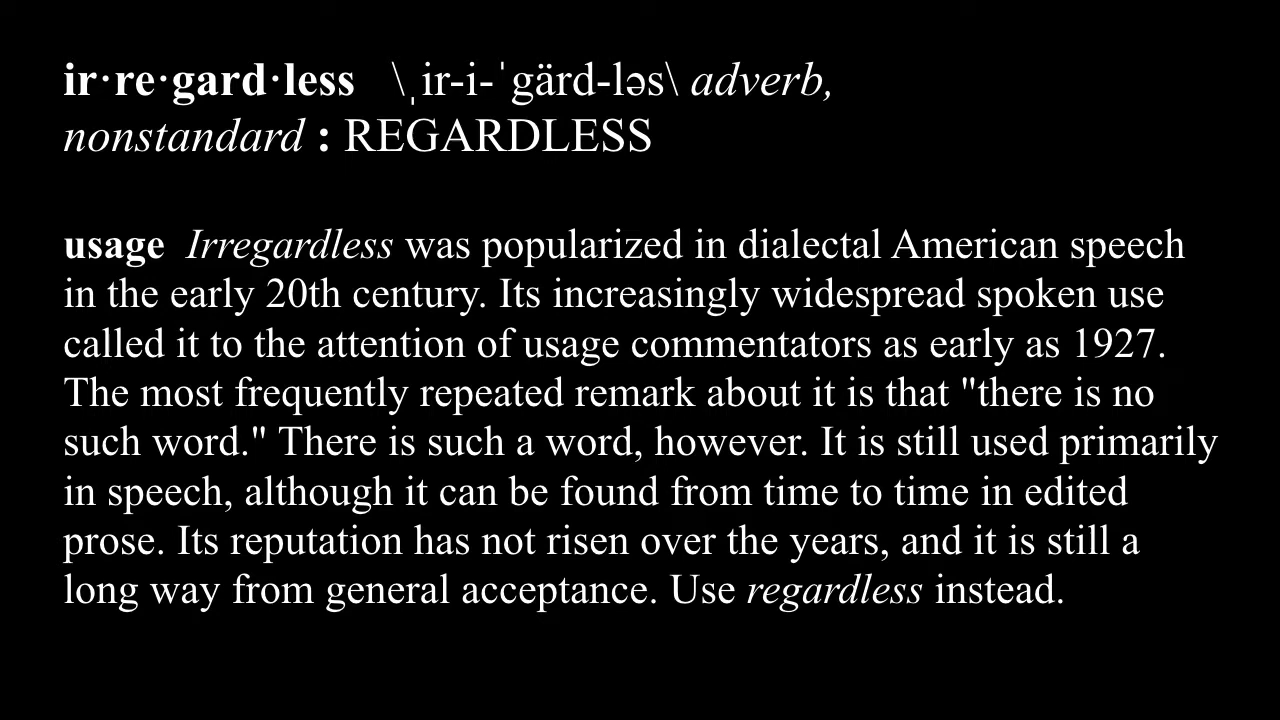 ir·re·gard·less \ˌir-i-ˈgärd-ləs\ adverb,
nonstandard : REGARDLESS
usage Irregardless was popularized in dialectal American speech
in the early 20th century. Its increasingly widespread spoken use
called it to the attention of usage commentators as early as 1927.
The most frequently repeated remark about it is that "there is no
such word." There is such a word, however. It is still used primarily
in speech, although it can be found from time to time in edited
prose. Its reputation has not risen over the years, and it is still a
long way from general acceptance. Use regardless instead.